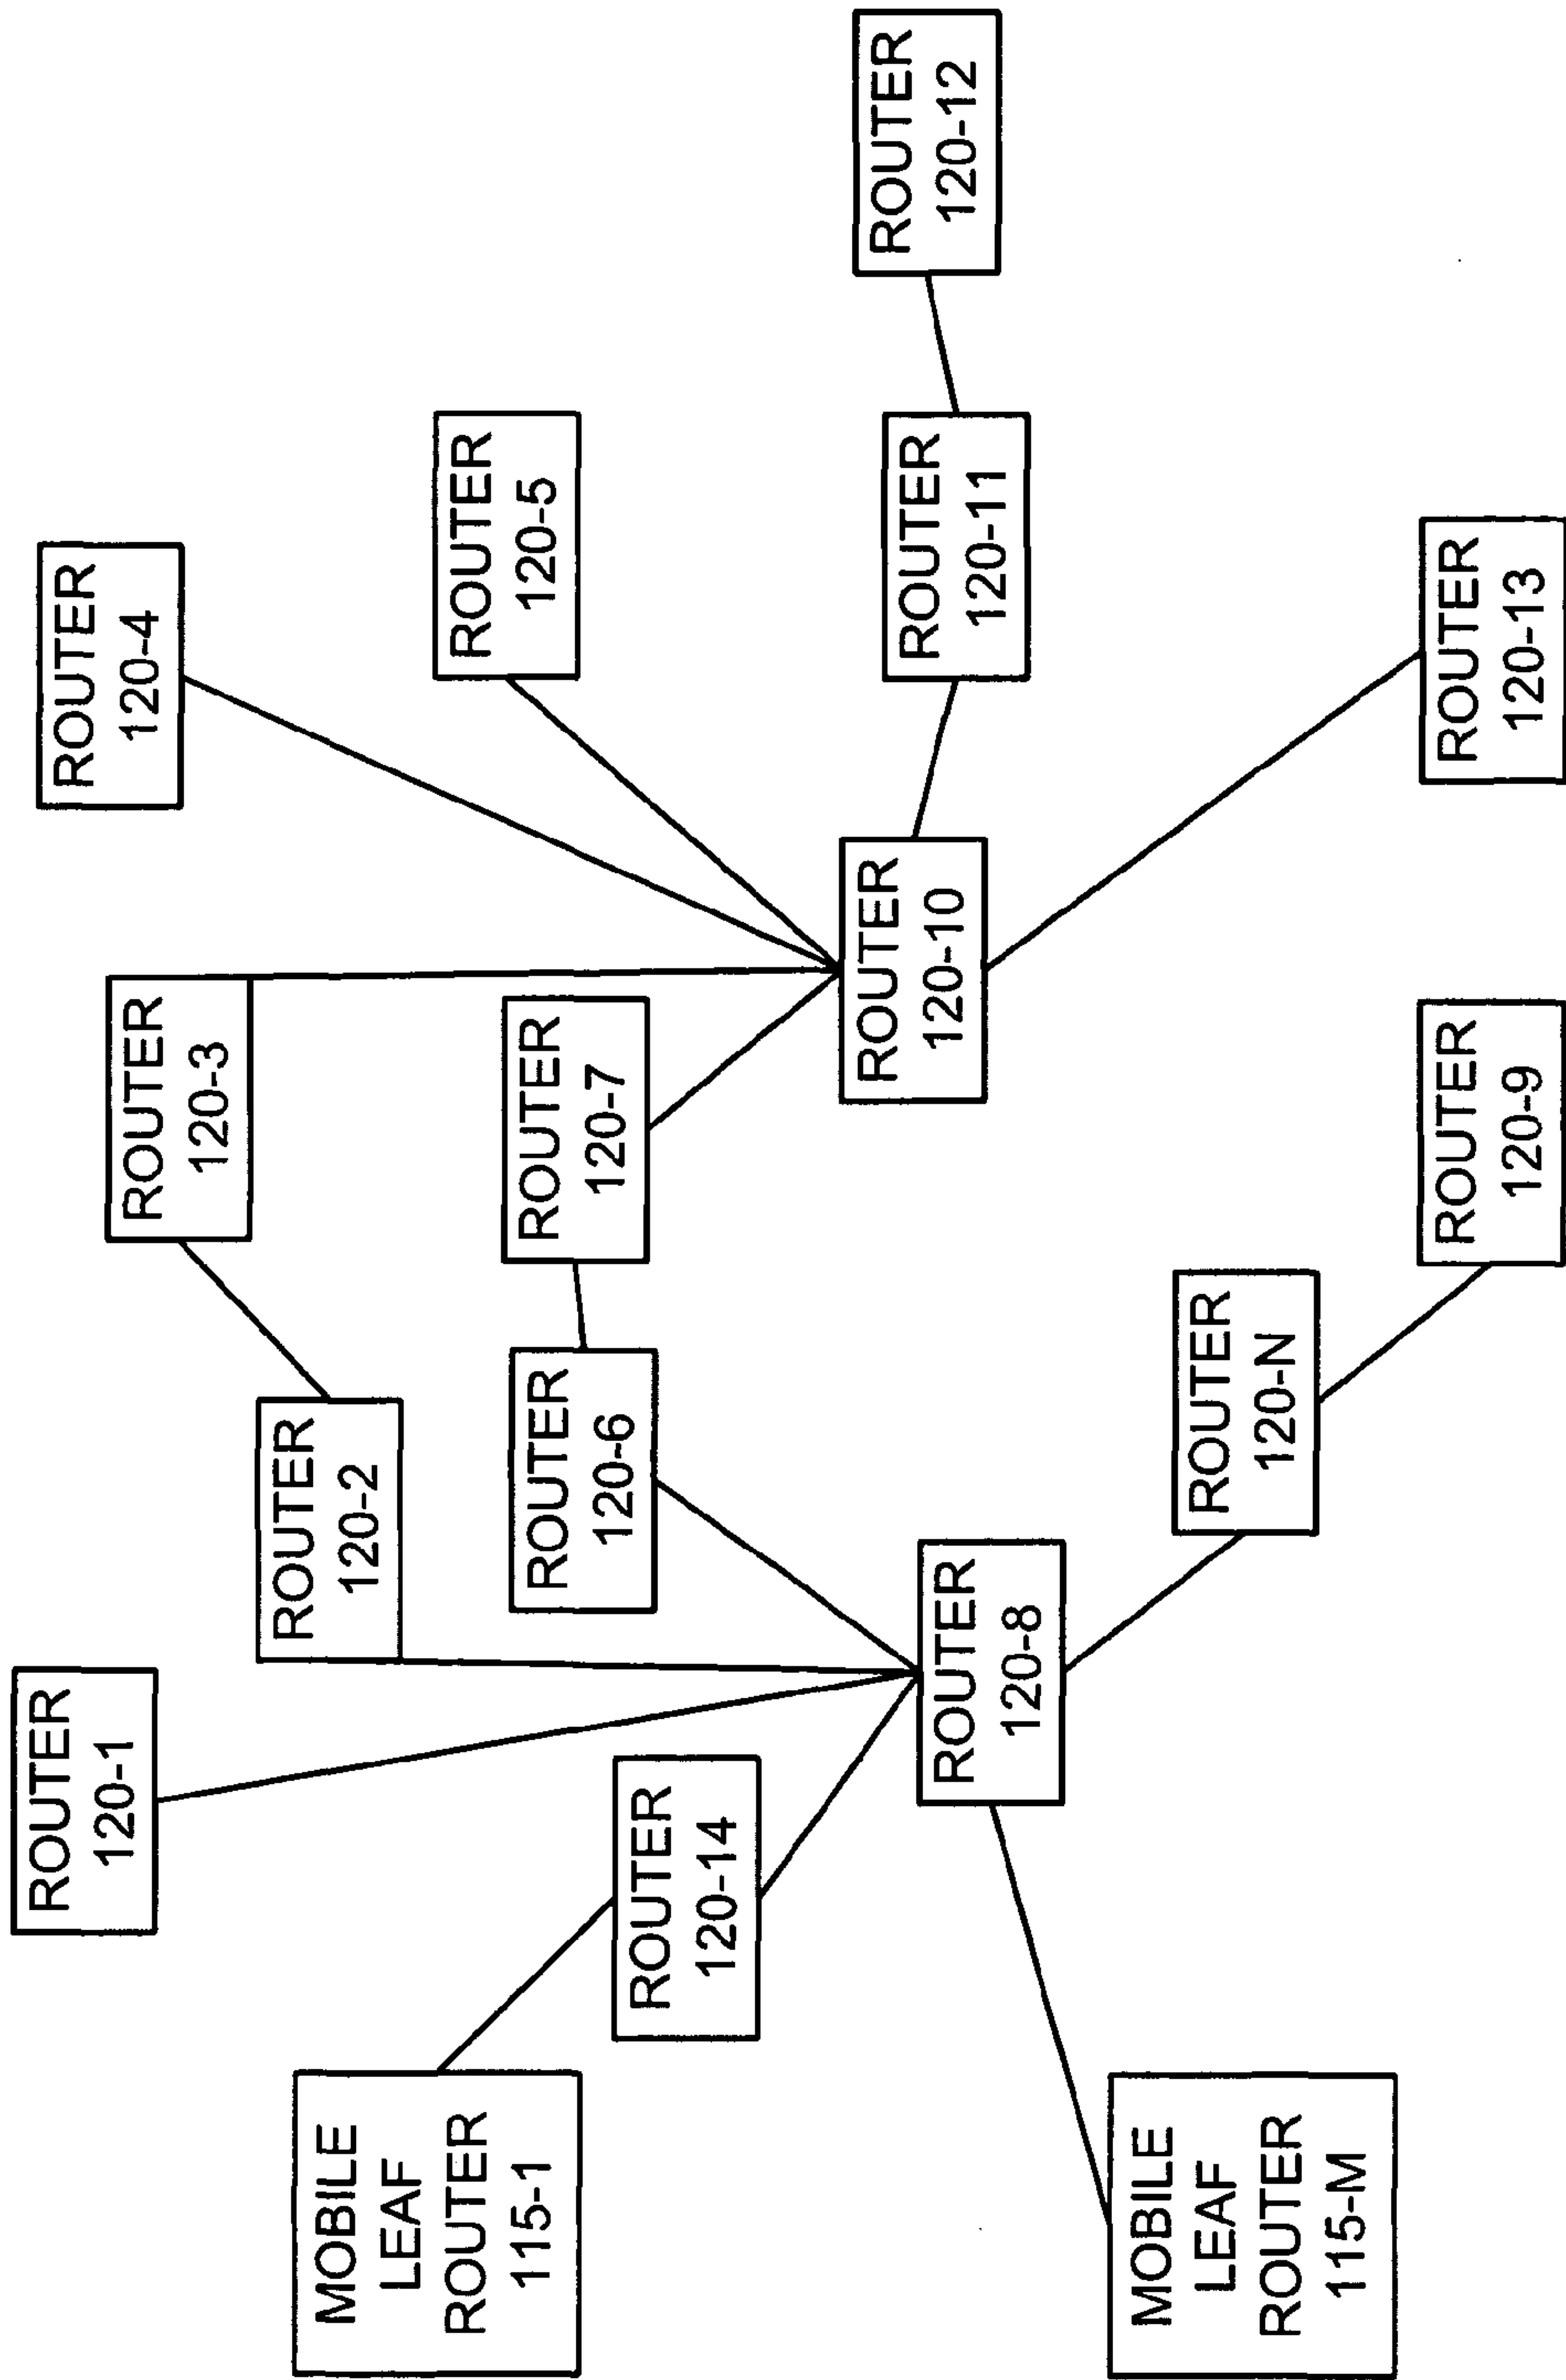 ROUTER
120-1
ROUTER
120-4
ROUTER
120-3
ROUTER
120-2
MOBILE
LEAF
ROUTER
115-1
ROUTER
120-5
ROUTER
120-7
ROUTER
120-6
ROUTER
120-14
ROUTER
120-12
ROUTER
120-10
ROUTER
120-11
ROUTER
120-8
MOBILE
LEAF
ROUTER
115-M
ROUTER
120-N
ROUTER
120-9
ROUTER
120-13